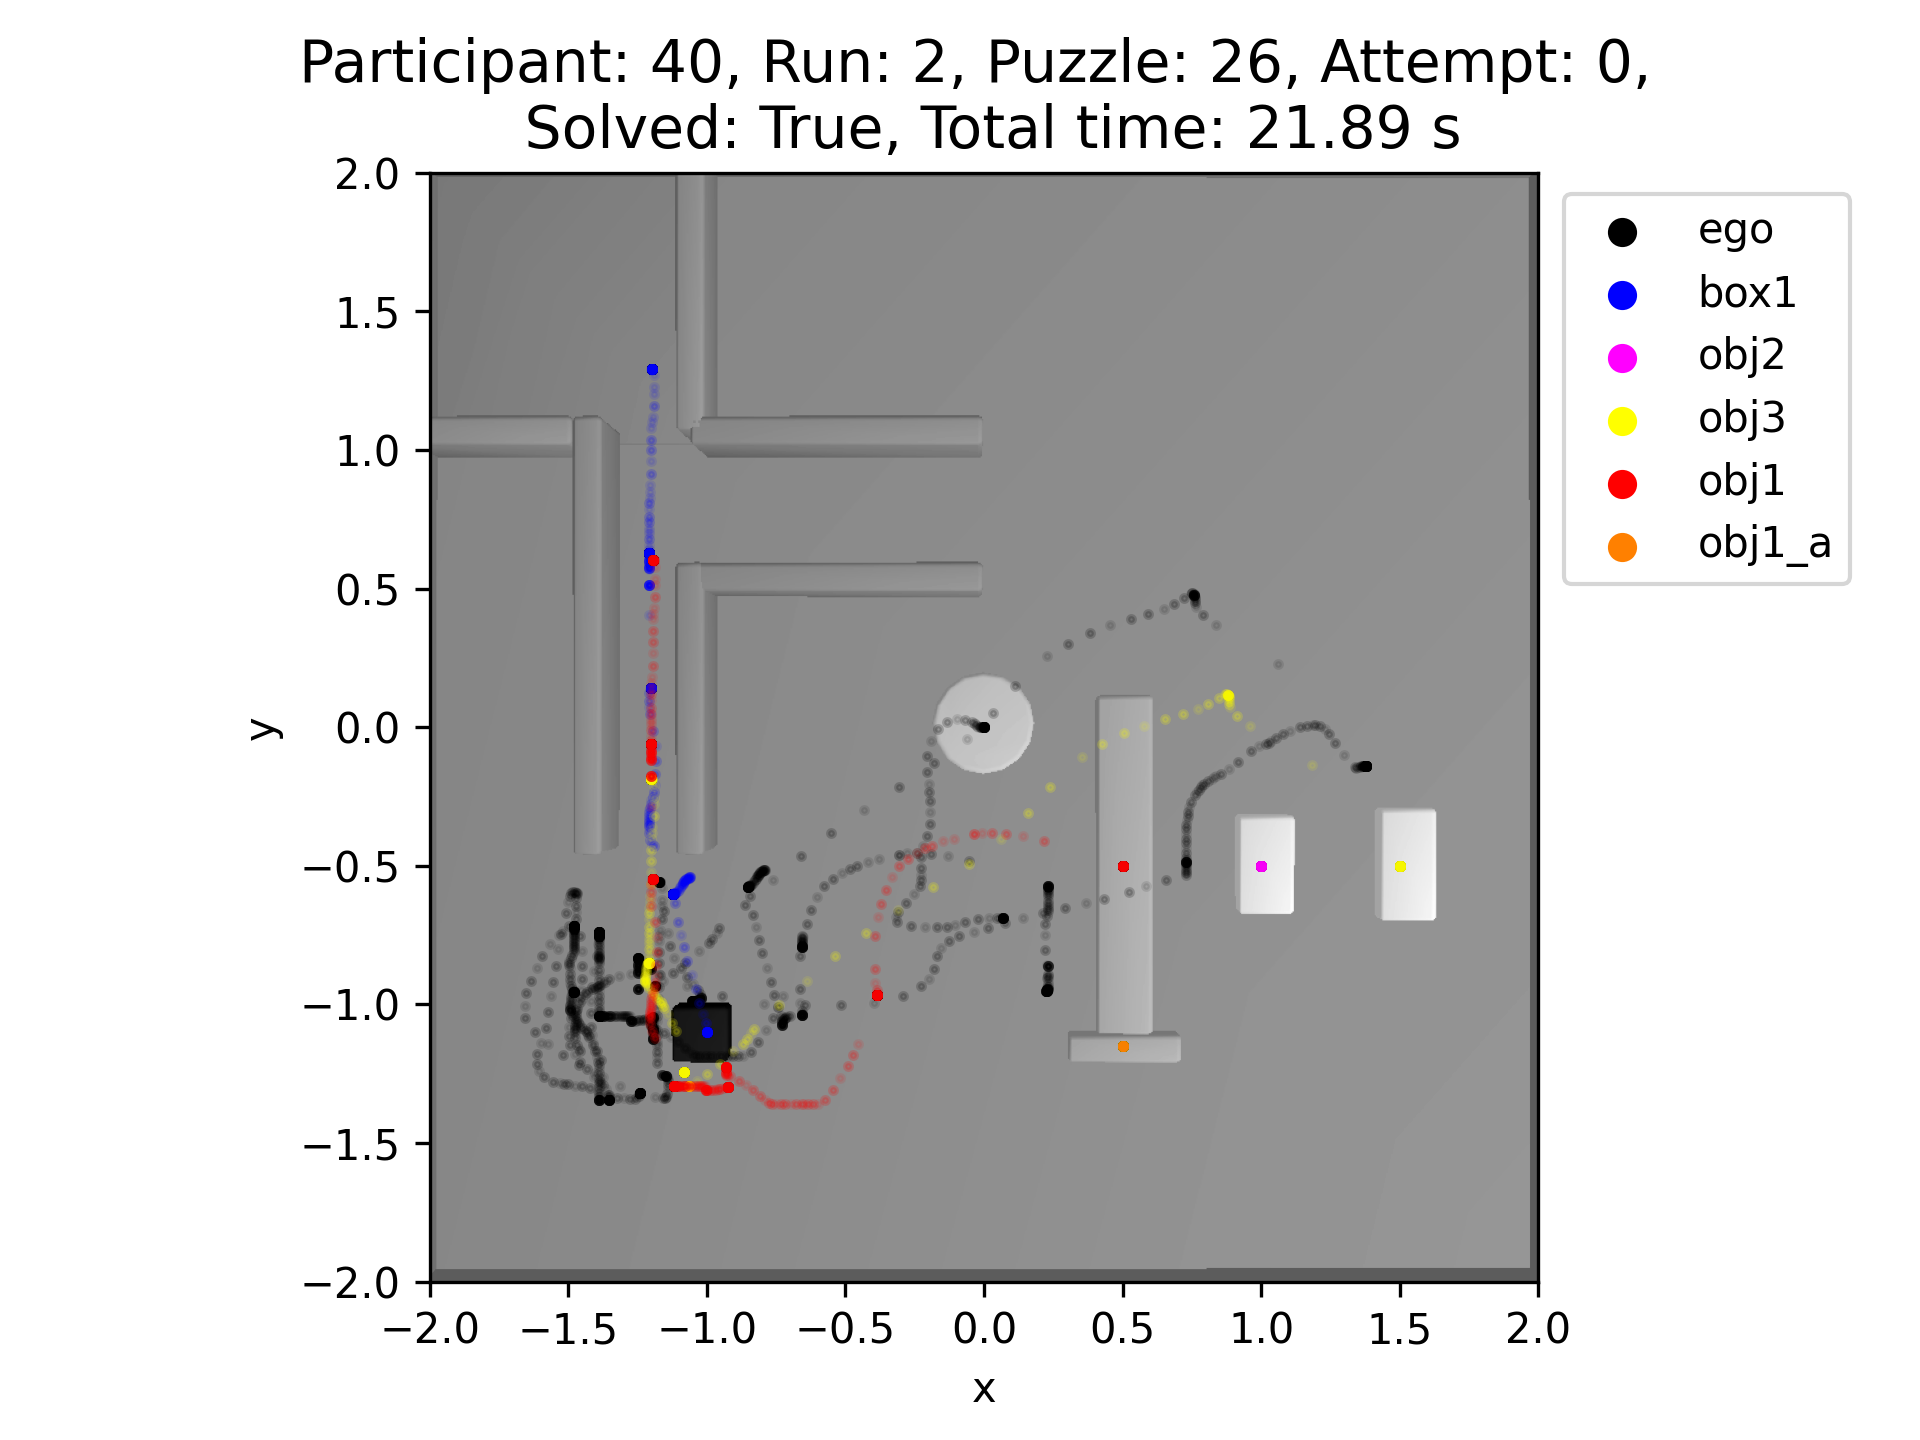 Participant: 40, Run: 2, Puzzle: 26, Attempt: 0,
Solved: True, Total time: 21.89 s
2.0
1.5
1.0
0.5
0.0
−0.5
−1.0
−1.5
−2.0
y
−2.0 −1.5 −1.0 −0.5 0.0 0.5 1.0 1.5 2.0
x
ego
box1
obj2
obj3
obj1
obj1_a